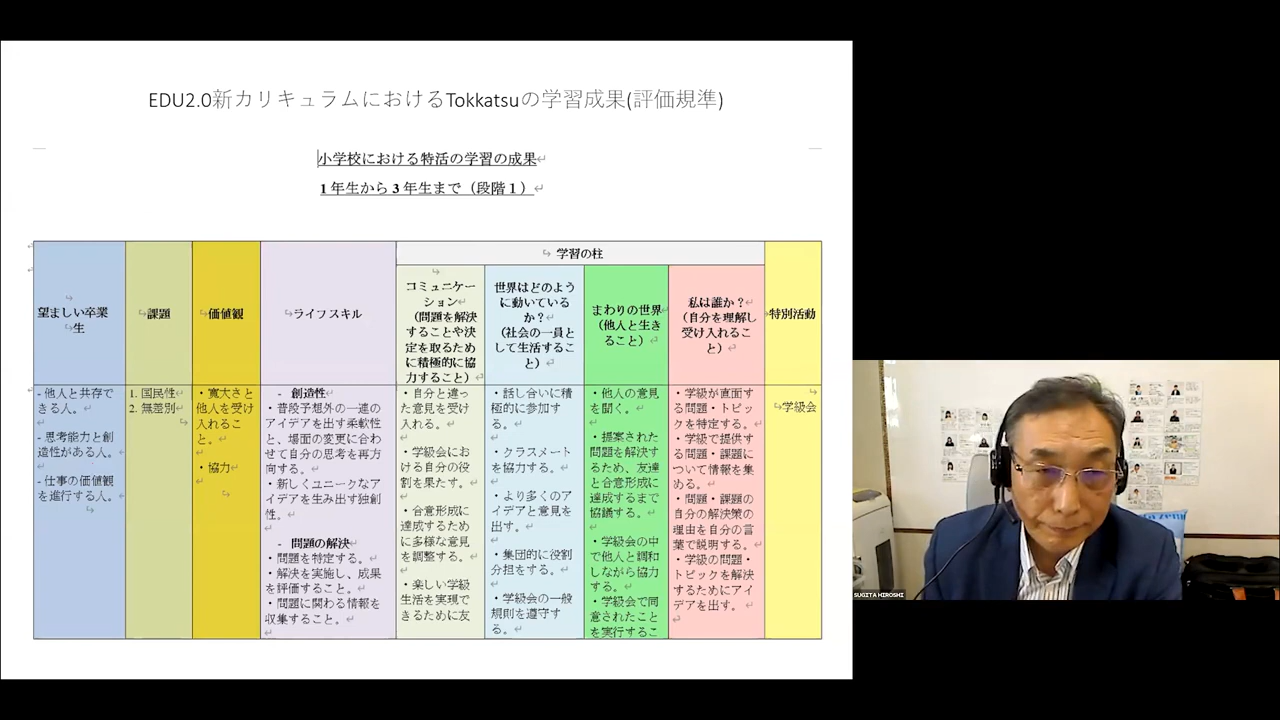 EDU2.0新カリキュラムにおけるTokkatsuの学習成果(評価規準)
小学校における特活の学習の成果
1年生から3年生まで（段階1）
学習の柱
望ましい卒業
生
課題
価値観
ライフスキル
コミュニケー
ション
（問題を解決
することや決
定を取るため
に積極的に協
力すること）
世界はどのよう
に動いている
か？
（社会の一員と
して生活するこ
と）
まわりの世界
（他人と生き
ること）
私は誰か？
（自分を理解し
受け入れるこ
と）
特別活動
- 他人と共存で
きる人。
- 思考能力と創
造性がある人。
- 仕事の価値観
を進行する人。
1. 国民性
2. 無差別
・寛大さと
他人を受け
入れるこ
と。
・協力
- 創造性
・普段予想外の一連の
アイデアを出す柔軟性
と、場面の変更に合わ
せて自分の思考を再方
向する。
・新しくユニークなア
イデアを生み出す独創
性。
- 問題の解決
・問題を特定する。
・解決を実施し、成果
を評価すること。
・問題に関わる情報を
収集すること。
・自分と違っ
た意見を受け
入れる。
・学級会にお
ける自分の役
割を果たす。
・合意形成に
達成するため
に多様な意見
を調整する。
・楽しい学級
生活を実現で
きるために友
・話し合いに積
極的に参加す
る。
・クラスメート
を協力する。
・より多くのア
イデアと意見を
出す。
・集団的に役割
分担をする。
・学級会の一般
規則を遵守す
る。
・他人の意見
を聞く。
・提案された
問題を解決す
るため、友達
と合意形成に
達成するまで
協議する。
・学級会の中
で他人と調和
しながら協力
する。
・学級会で同
意されたこと
を実行するこ
・学級が直面す
る問題・トピッ
クを特定する。
・学級で提供す
る問題・課題
について情報を集
める。
・問題・課題の
自分の解決策の
理由を自分の言
葉で説明する。
・学級の問題・
トピックを解決
するためにアイ
デアを出す。
学級会
SUGITA HIROSHI